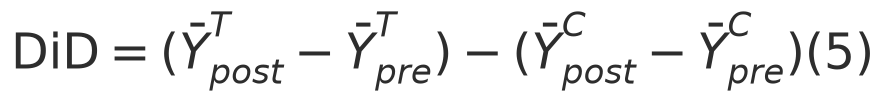 DiD = (Ȳ^T_post − Ȳ^T_pre) − (Ȳ^C_post − Ȳ^C_pre)(5)